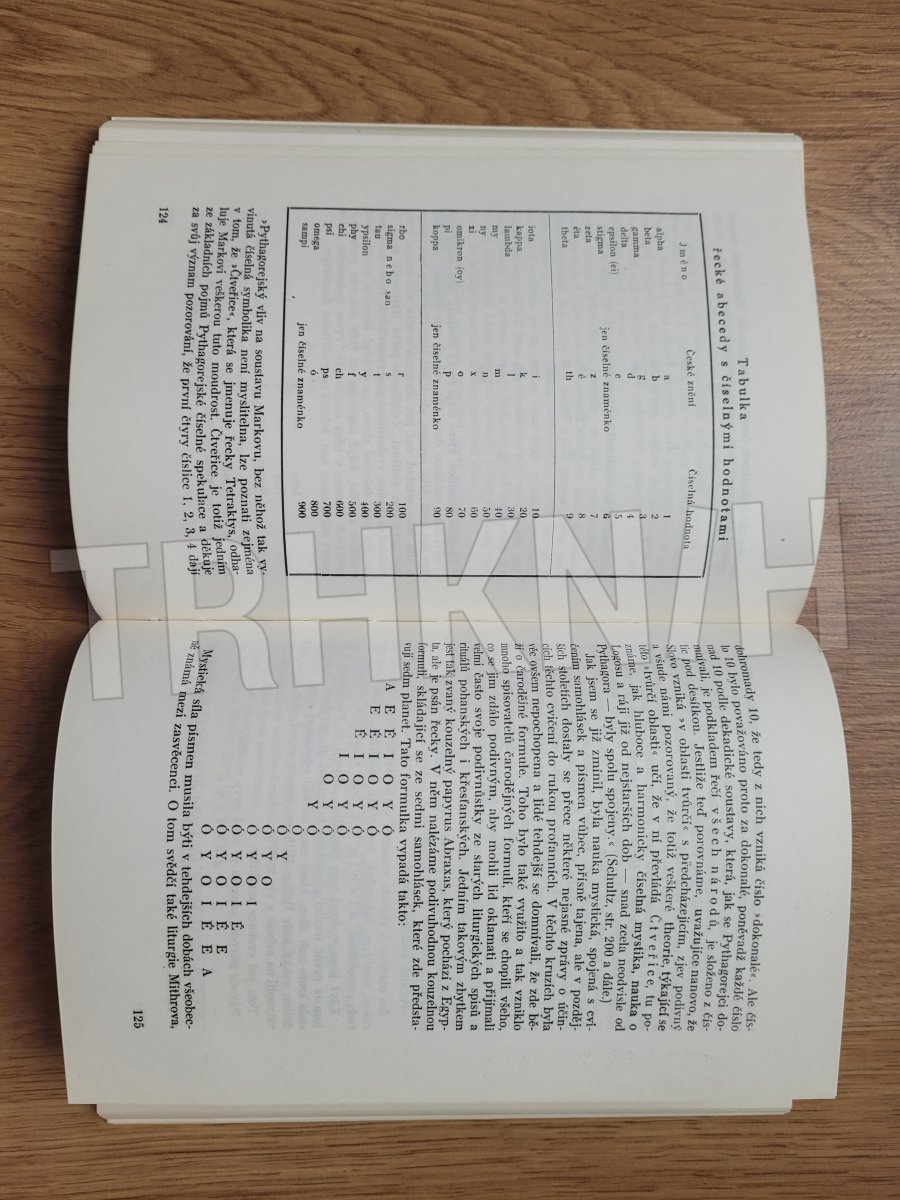 Tabulka
řecké abecedy s číselnými hodnotami
Jméno České znění Číselná hodnota
alpha a 1
beta b 2
gamma g 3
delta d 4
epsilon (ei) e 5
stigma jen číselné znaménko 6
zeta z 7
éta é 8
theta th 9
iota i 10
kappa k 20
lambda l 30
my m 40
ny n 50
xi x 60
omikron (oy) o 70
pi p 80
koppa jen číselné znaménko 90
rho r 100
sigma nebo san s 200
tau t 300
ypsilon y 400
phy f 500
chi ch 600
psi ps 700
omega ó 800
sampi jen číselné znaménko 900
»Pythagorejský vliv na soustavu Markovu, bez něhož tak vy-
vinutá číselná symbolika není myslitelna, lze poznati zejména
v tom, že »Čtveřice«, která se jmenuje řecky Tetraktys, odha-
luje Markovi veškerou tuto moudrost. Čtveřice je totiž jedním
ze základních pojmů Pythagorejské číselné spekulace a děkuje
za svůj význam pozorování, že první čtyry číslice 1, 2, 3, 4 dají
124
dohromady 10, že tedy z nich vzniká číslo »dokonalé«. Ale čís-
lo 10 bylo považováno proto za dokonalé, poněvadž každé číslo
nad 10 podle dekadické soustavy, která, jak se Pythagorejci do-
mnívali, je podkladem řečí všech národů, je složeno z čís-
lic pod desítkou. Jestliže teď porovnáme, uvažujíce nanovo, že
Slovo vzniká »v oblasti tvůrčí« s předcházejícím, zjev podivný
a všude námi pozorovaný, že totiž veškeré theorie, týkající se
této »tvůrčí oblasti« učí, že v ní převládá Čtveřice, tu po-
známe, jak hluboce a harmonicky číselná mystika, nauka o
Logosu a ráji již od nejstarších dob — snad zcela neodvisle od
Pythagora — byly spolu spojeny.« (Schultz, str. 200 a dále.)
Jak jsem se již zmínil, byla nauka mystická, spojená s cvi-
čením samohlásek a písmen vůbec, přísně tajena, ale v pozděj-
ších stoletích dostaly se přece některé nejasné zprávy o účin-
cích těchto cvičení do rukou profanních. V těchto kruzích byla
věc ovšem nepochopena a lidé tehdejší se domnívali, že zde bě-
ží o čarodějné formule. Toho bylo také využito a tak vzniklo
mnoho spisovatelů čarodějných formulí, kteří se chopili všeho,
co se jim zdálo podivným, aby mohli lid oklamati a přijímali
velmi často svoje podivnůstky ze starých liturgických spisů a
rituálů pohanských i křesťanských. Jedním takovým zbytkem
jest tak zvaný kouzelný papyrus Abraxas, který pochází z Egyp-
ta, ale je psán řecky. V něm nalézáme podivuhodnou kouzelnou
formuli, skládající se ze sedmi samohlásek, které zde předsta-
vují sedm planet. Tato formulka vypadá takto:
A E É I O Y Ó
E É I O Y Ó
É I O Y Ó
I O Y Ó
O Y Ó
Y Ó
Ó
Ó Y
Ó Y O
Ó Y O I
Ó Y O I É
Ó Y O I É E
Ó Y O I É E A
Mystická síla písmen musila býti v tehdejších dobách všeobec-
ně známá mezi zasvěcenci. O tom svědčí také liturgie Mithrova,
125
TRHKNIH